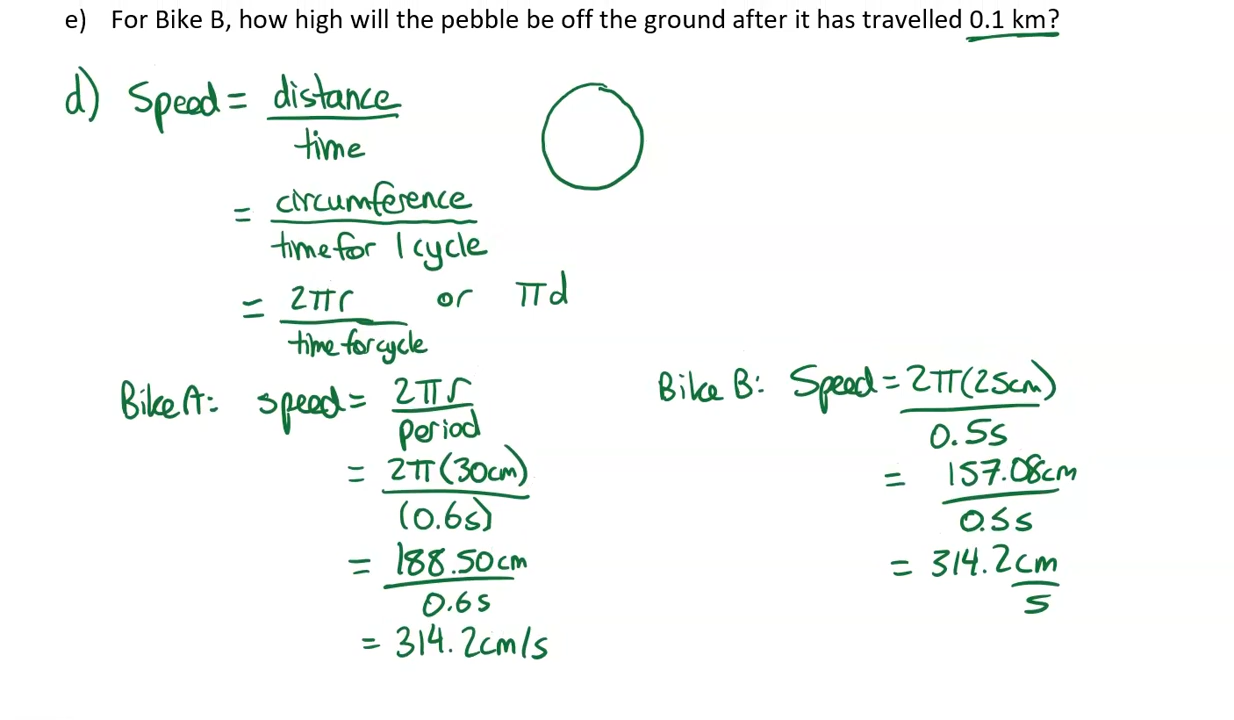 e) For Bike B, how high will the pebble be off the ground after it has travelled 0.1 km?
d) Speed = distance
time
= circumference
time for 1 cycle
= 2πr or πd
time for cycle
Bike A: speed = 2πr
period
= 2π(30cm)
(0.6s)
= 188.50cm
0.6s
= 314.2cm/s
Bike B: Speed = 2π(25cm)
0.5s
= 157.08cm
0.5s
= 314.2cm
s